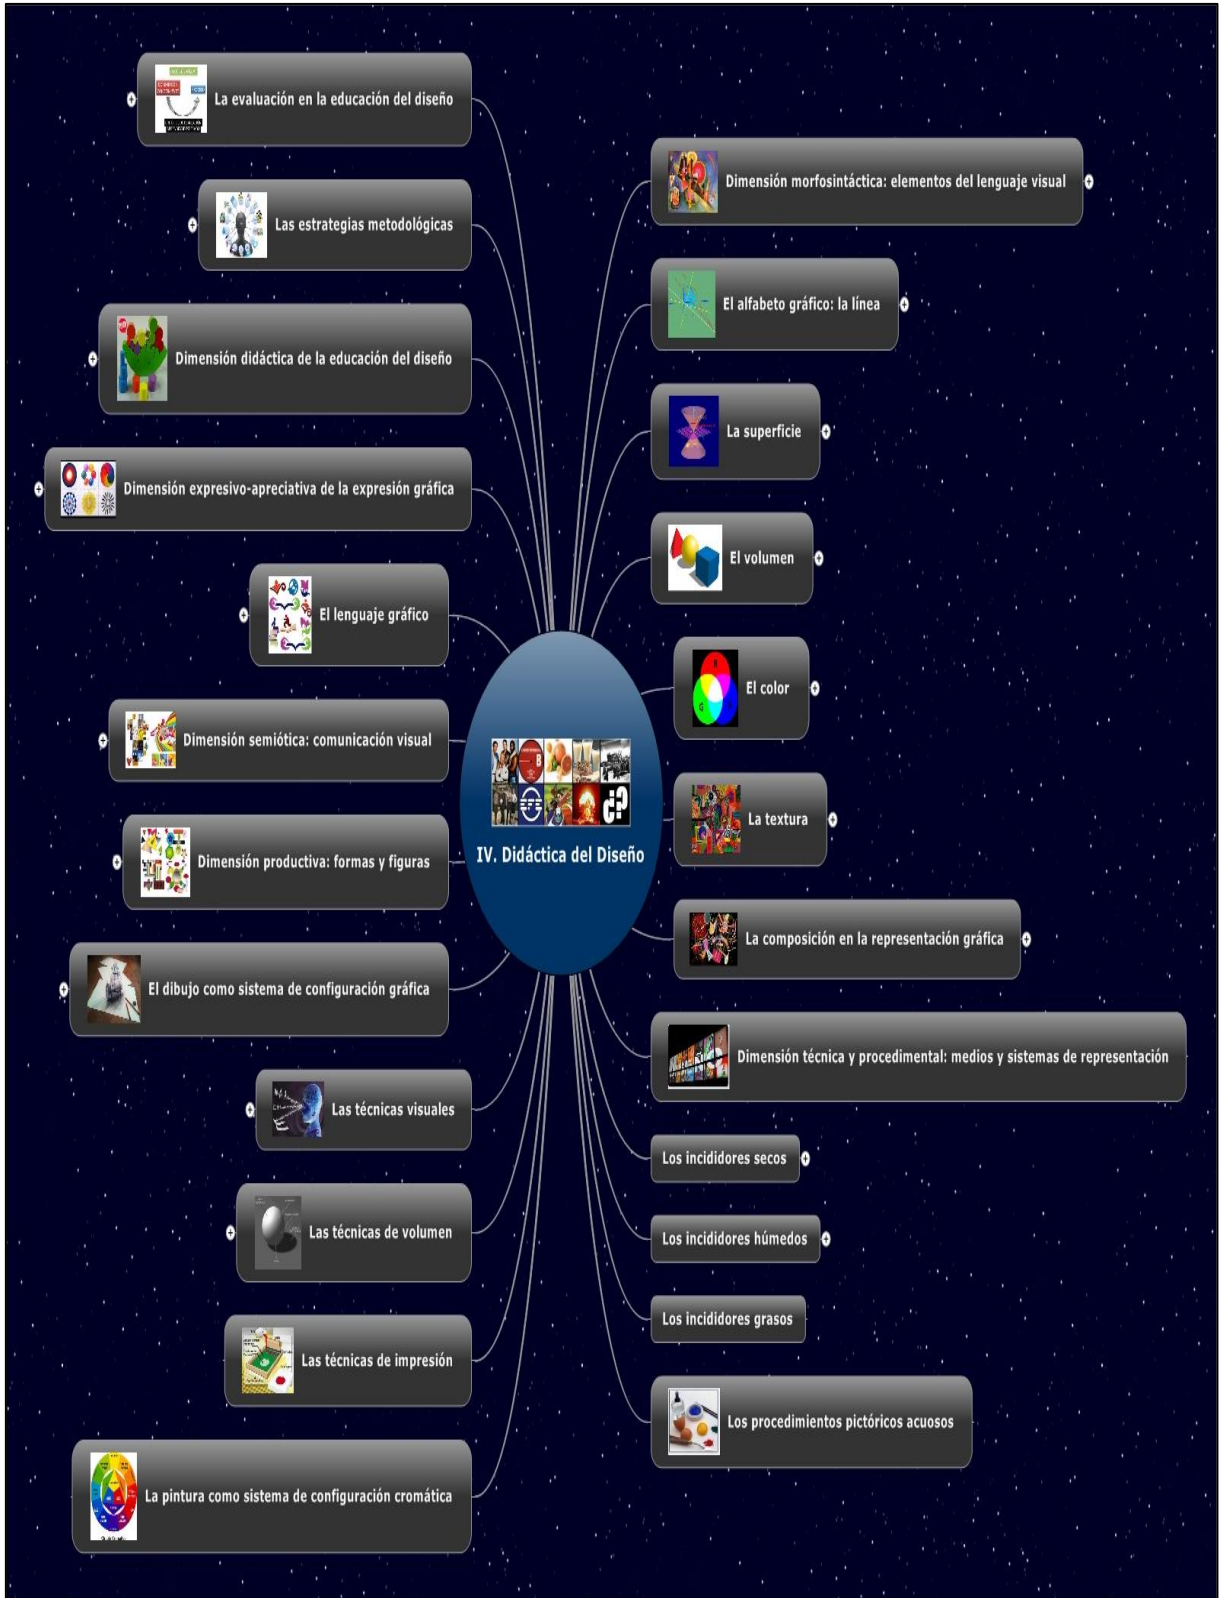 IV. Didáctica del Diseño
B
¿?
Dimensión morfosintáctica: elementos del lenguaje visual
El alfabeto gráfico: la línea
La superficie
El volumen
R
G
El color
La textura
La composición en la representación gráfica
Dimensión técnica y procedimental: medios y sistemas de representación
Los incididores secos
Los incididores húmedos
Los incididores grasos
Los procedimientos pictóricos acuosos
La evaluación en la educación del diseño
Las estrategias metodológicas
Dimensión didáctica de la educación del diseño
Dimensión expresivo-apreciativa de la expresión gráfica
El lenguaje gráfico
Dimensión semiótica: comunicación visual
Dimensión productiva: formas y figuras
El dibujo como sistema de configuración gráfica
Las técnicas visuales
Las técnicas de volumen
Las técnicas de impresión
La pintura como sistema de configuración cromática